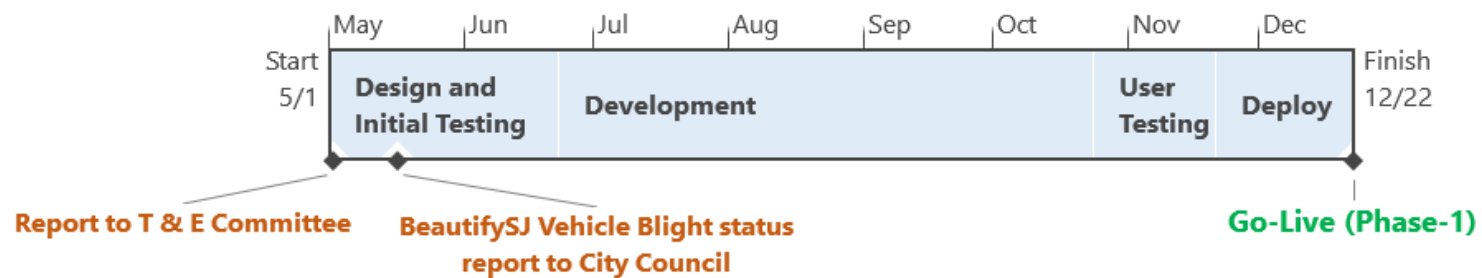 May Jun Jul Aug Sep Oct Nov Dec
Start
5/1
Design and
Initial Testing
Development
User
Testing
Deploy
Finish
12/22
Report to T & E Committee
BeautifySJ Vehicle Blight status
report to City Council
Go-Live (Phase-1)